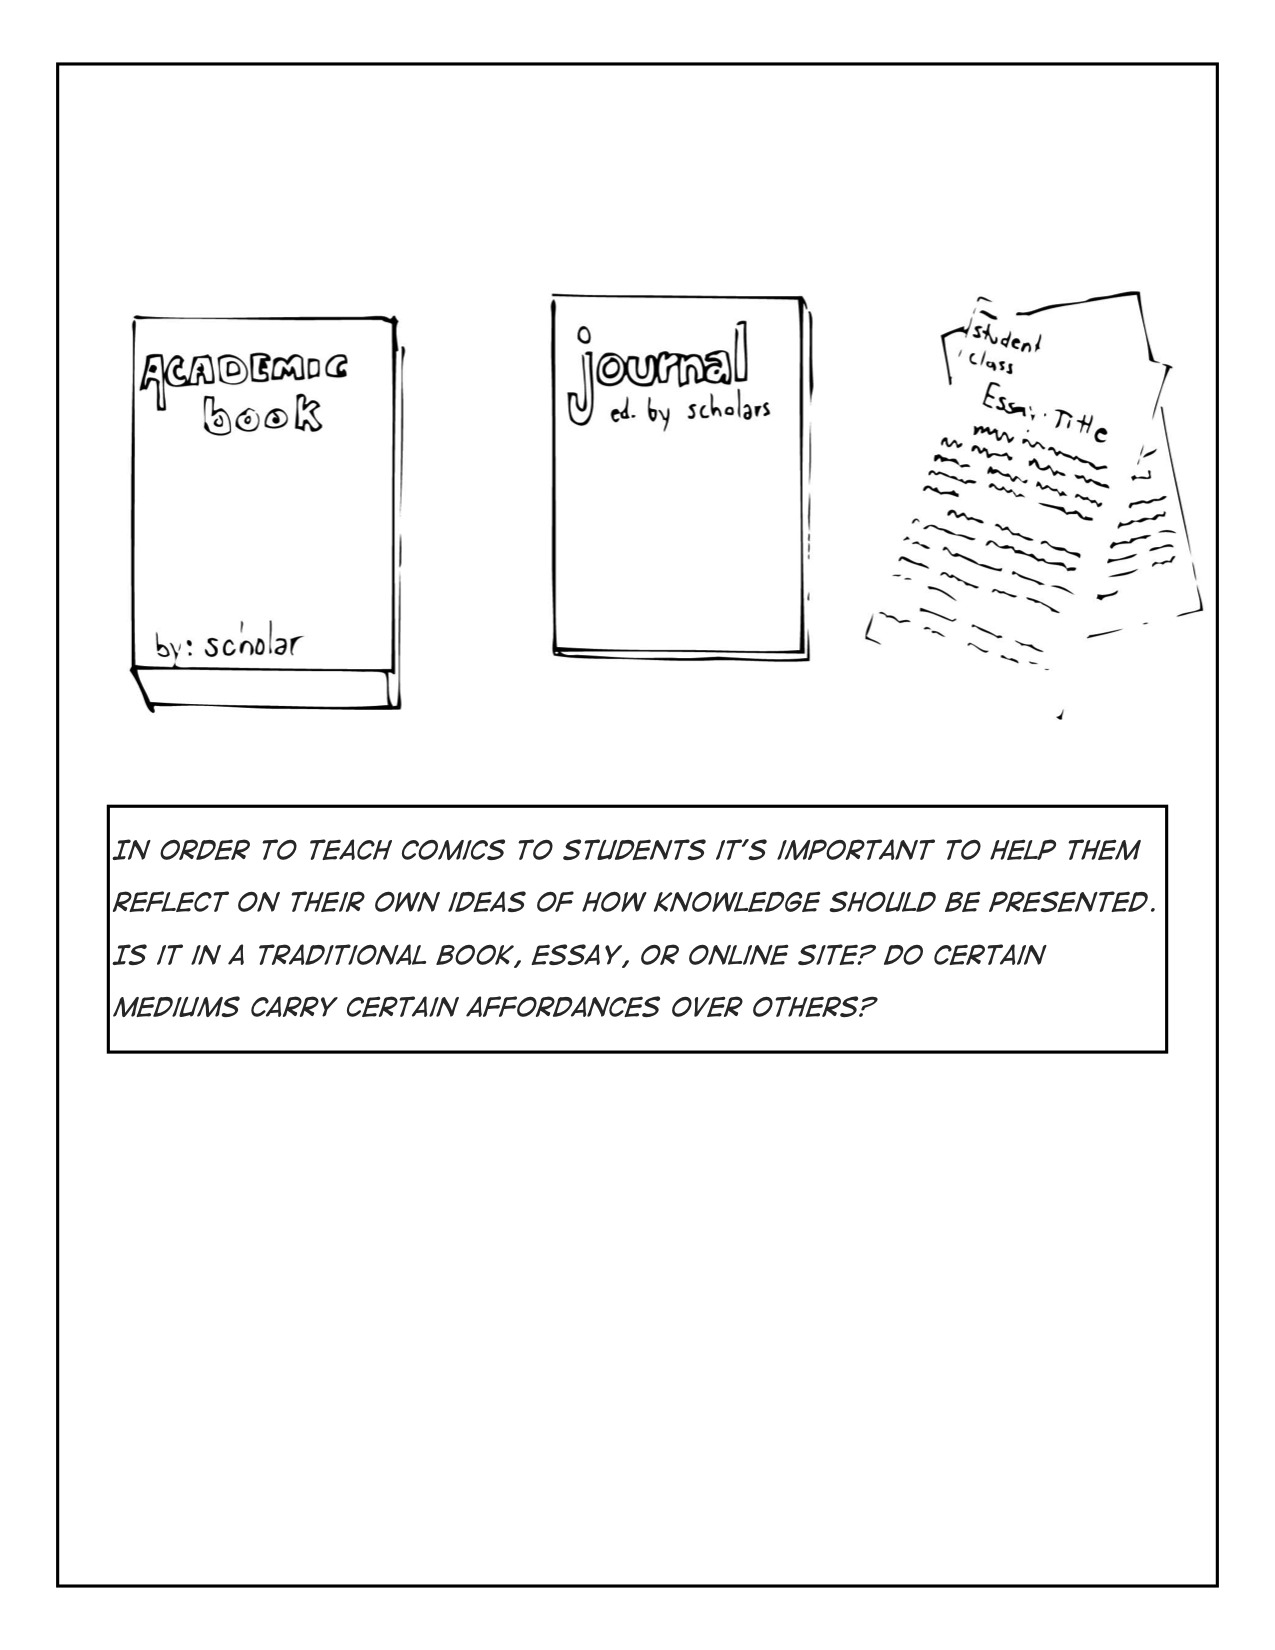 ACADEMIC
book
by: scholar
journal
ed. by scholars
student
class
Essay Title
IN ORDER TO TEACH COMICS TO STUDENTS IT'S IMPORTANT TO HELP THEM
REFLECT ON THEIR OWN IDEAS OF HOW KNOWLEDGE SHOULD BE PRESENTED.
IS IT IN A TRADITIONAL BOOK, ESSAY, OR ONLINE SITE? DO CERTAIN
MEDIUMS CARRY CERTAIN AFFORDANCES OVER OTHERS?